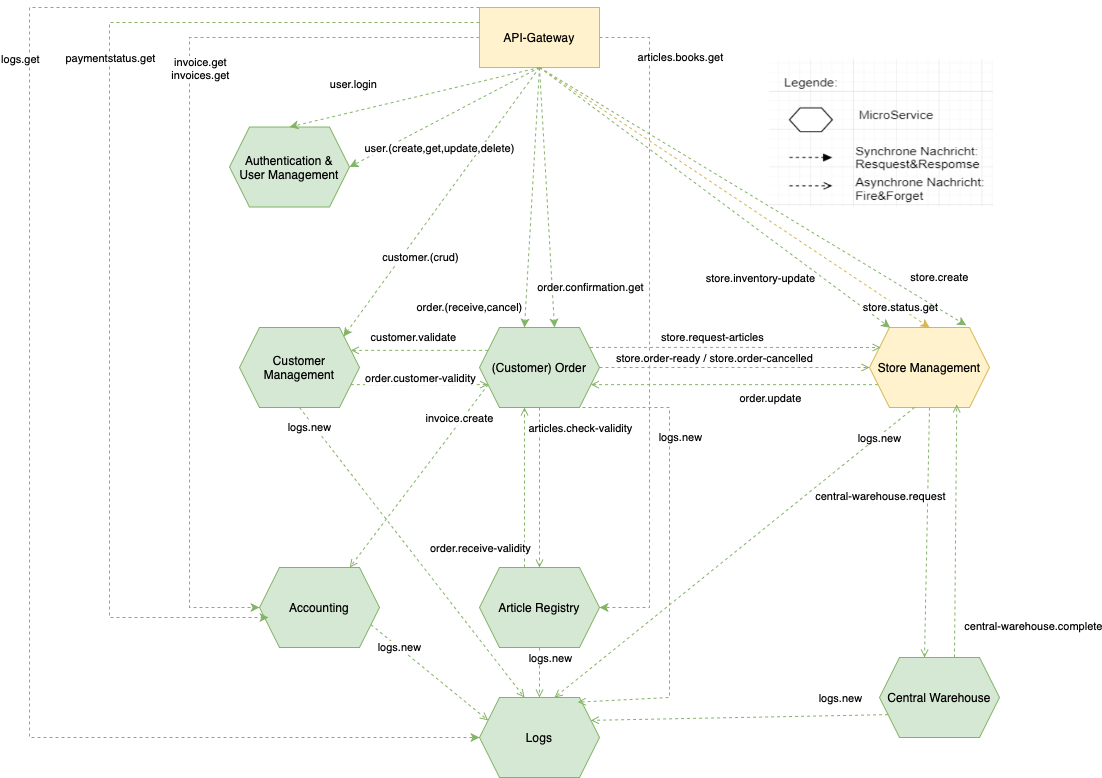 API-Gateway
logs.get
paymentstatus.get
invoice.get
invoices.get
articles.books.get
user.login
Legende:
MicroService
Synchrone Nachricht:
Resquest&Response
Asynchrone Nachricht:
Fire&Forget
Authentication &
User Management
user.(create,get,update,delete)
customer.(crud)
store.inventory-update
store.create
order.confirmation.get
order.(receive,cancel)
store.status.get
customer.validate
store.request-articles
store.order-ready / store.order-cancelled
Customer
Management
(Customer) Order
Store Management
order.customer-validity
order.update
invoice.create
logs.new
articles.check-validity
logs.new
logs.new
central-warehouse.request
order.receive-validity
Accounting
Article Registry
central-warehouse.complete
logs.new
logs.new
logs.new
Central Warehouse
Logs